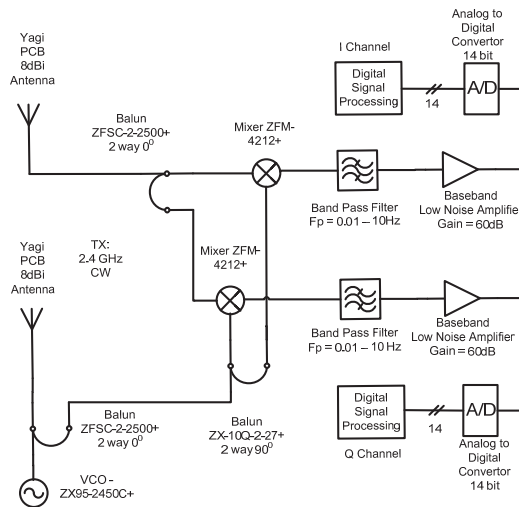 Yagi
PCB
8dBi
Antenna
Balun
ZFSC-2-2500+
2 way 0⁰
Mixer ZFM-
4212+
I Channel
Digital
Signal
Processing
14
Analog to
Digital
Convertor
14 bit
A/D
Band Pass Filter
Fp = 0.01 – 10Hz
Baseband
Low Noise Amplifier
Gain = 60dB
Yagi
PCB
8dBi
Antenna
TX:
2.4 GHz
CW
Mixer ZFM-
4212+
Band Pass Filter
Fp = 0.01 – 10 Hz
Baseband
Low Noise Amplifier
Gain = 60dB
Balun
ZFSC-2-2500+
2 way 0⁰
Balun
ZX-10Q-2-27+
2 way 90⁰
Digital
Signal
Processing
14
A/D
Q Channel
Analog to
Digital
Convertor
14 bit
VCO -
ZX95-2450C+